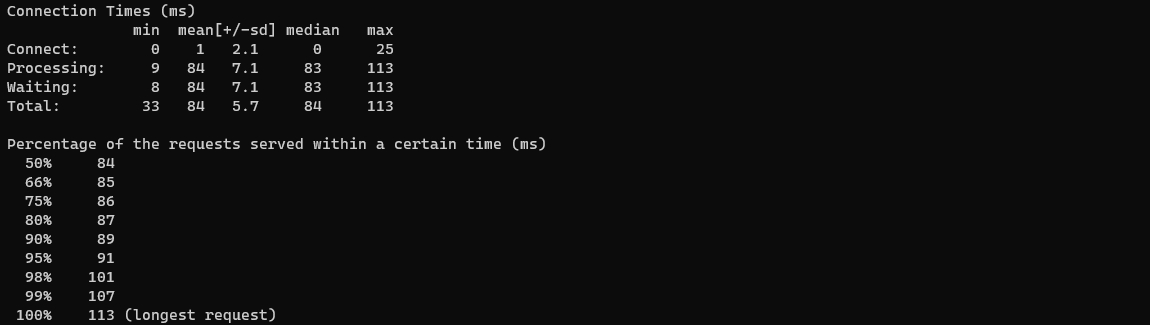 Connection Times (ms)
              min  mean[+/-sd] median   max
Connect:        0    1   2.1      0      25
Processing:     9   84   7.1     83     113
Waiting:        8   84   7.1     83     113
Total:         33   84   5.7     84     113

Percentage of the requests served within a certain time (ms)
  50%     84
  66%     85
  75%     86
  80%     87
  90%     89
  95%     91
  98%    101
  99%    107
 100%    113 (longest request)